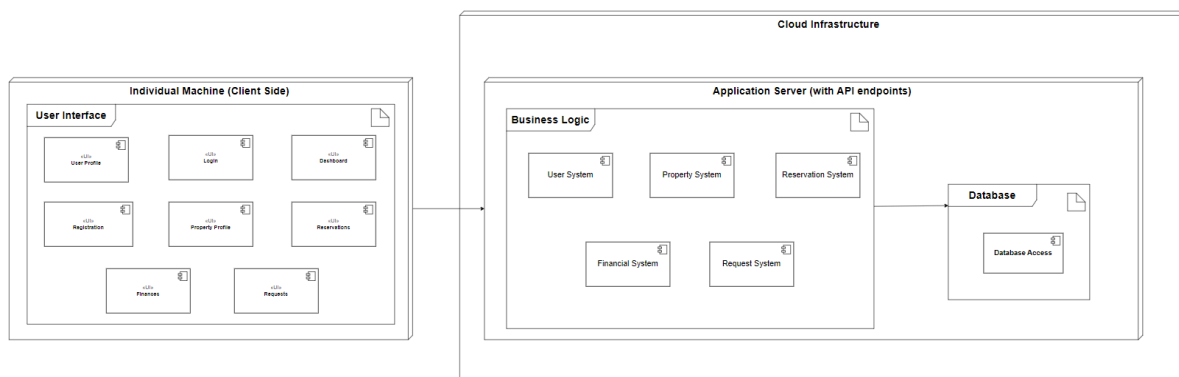 Cloud Infrastructure
Individual Machine (Client Side)
User Interface
«UI»
User Profile
«UI»
Login
«UI»
Dashboard
«UI»
Registration
«UI»
Property Profile
«UI»
Reservations
«UI»
Finances
«UI»
Requests
Application Server (with API endpoints)
Business Logic
User System
Property System
Reservation System
Financial System
Request System
Database
Database Access